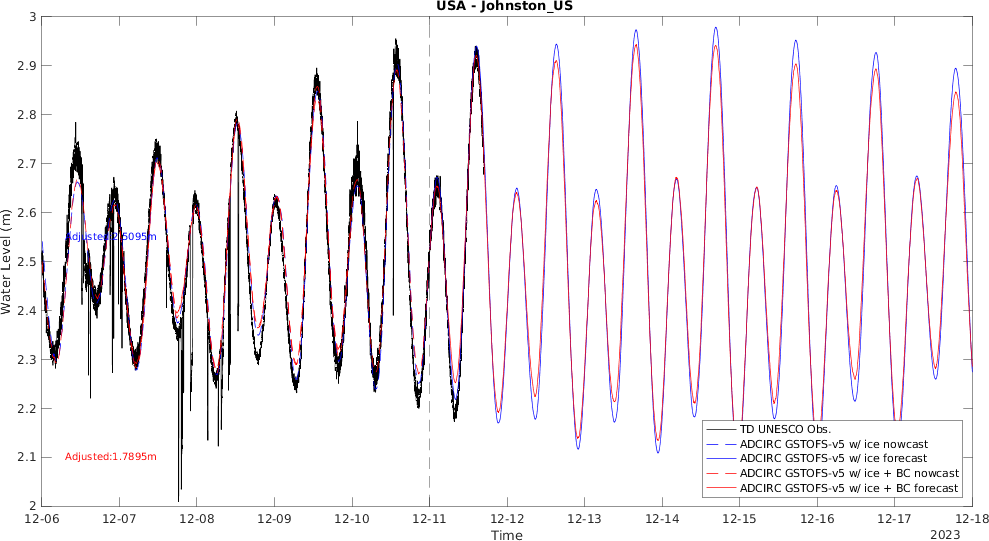 USA - Johnston_US
3
2.9
2.8
2.7
2.6
2.5
2.4
2.3
2.2
2.1
2
Water Level (m)
Adjusted:2.5095m
Adjusted:1.7895m
TD UNESCO Obs.
ADCIRC GSTOFS-v5 w/ ice nowcast
ADCIRC GSTOFS-v5 w/ ice forecast
ADCIRC GSTOFS-v5 w/ ice + BC nowcast
ADCIRC GSTOFS-v5 w/ ice + BC forecast
12-06 12-07 12-08 12-09 12-10 12-11 12-12 12-13 12-14 12-15 12-16 12-17 12-18
Time
2023